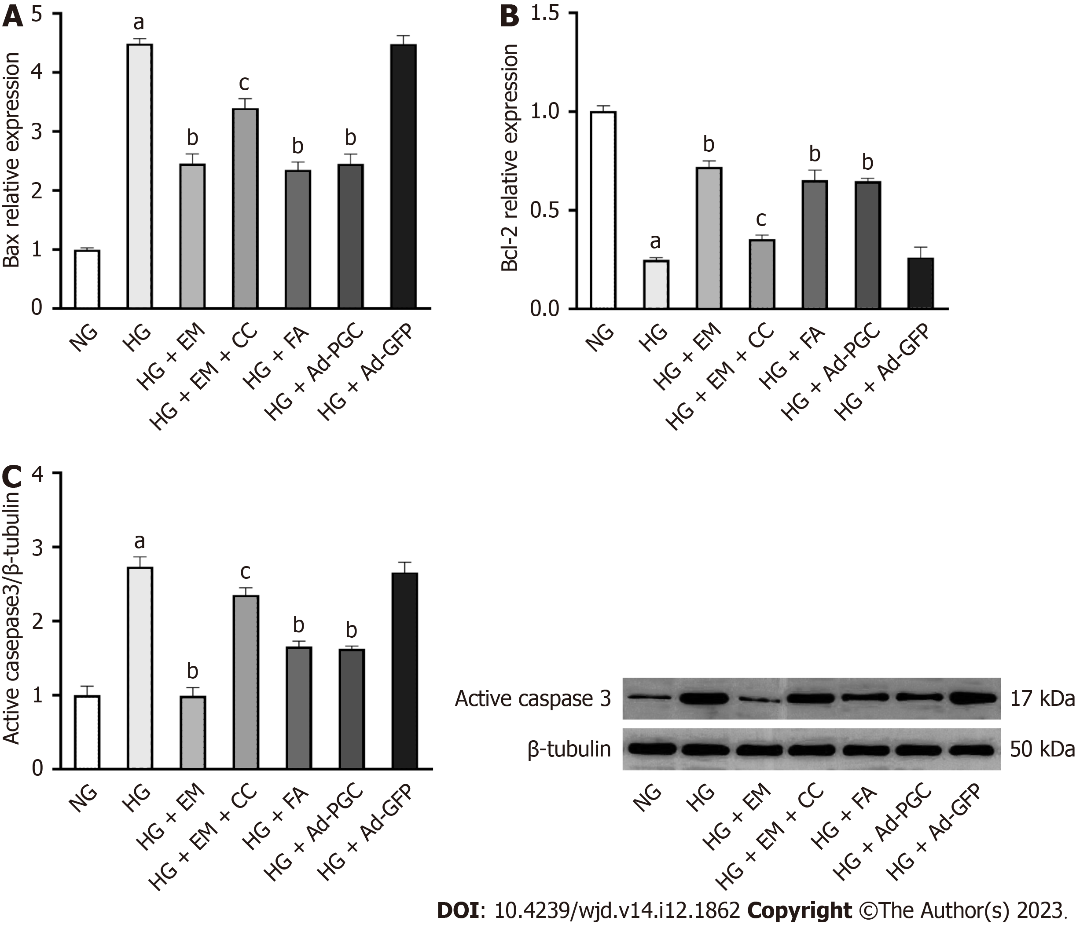 A
Bax relative expression
5
4
3
2
1
0
a
b
c
b
b
NG
HG
HG + EM
HG + EM + CC
HG + FA
HG + Ad-PGC
HG + Ad-GFP
B
Bcl-2 relative expression
1.5
1.0
0.5
0.0
a
b
c
b
b
NG
HG
HG + EM
HG + EM + CC
HG + FA
HG + Ad-PGC
HG + Ad-GFP
C
Active casepase3/β-tubulin
4
3
2
1
0
a
b
c
b
b
NG
HG
HG + EM
HG + EM + CC
HG + FA
HG + Ad-PGC
HG + Ad-GFP
Active caspase 3
17 kDa
β-tubulin
50 kDa
NG
HG
HG + EM
HG + EM + CC
HG + FA
HG + Ad-PGC
HG + Ad-GFP
DOI: 10.4239/wjd.v14.i12.1862 Copyright ©The Author(s) 2023.